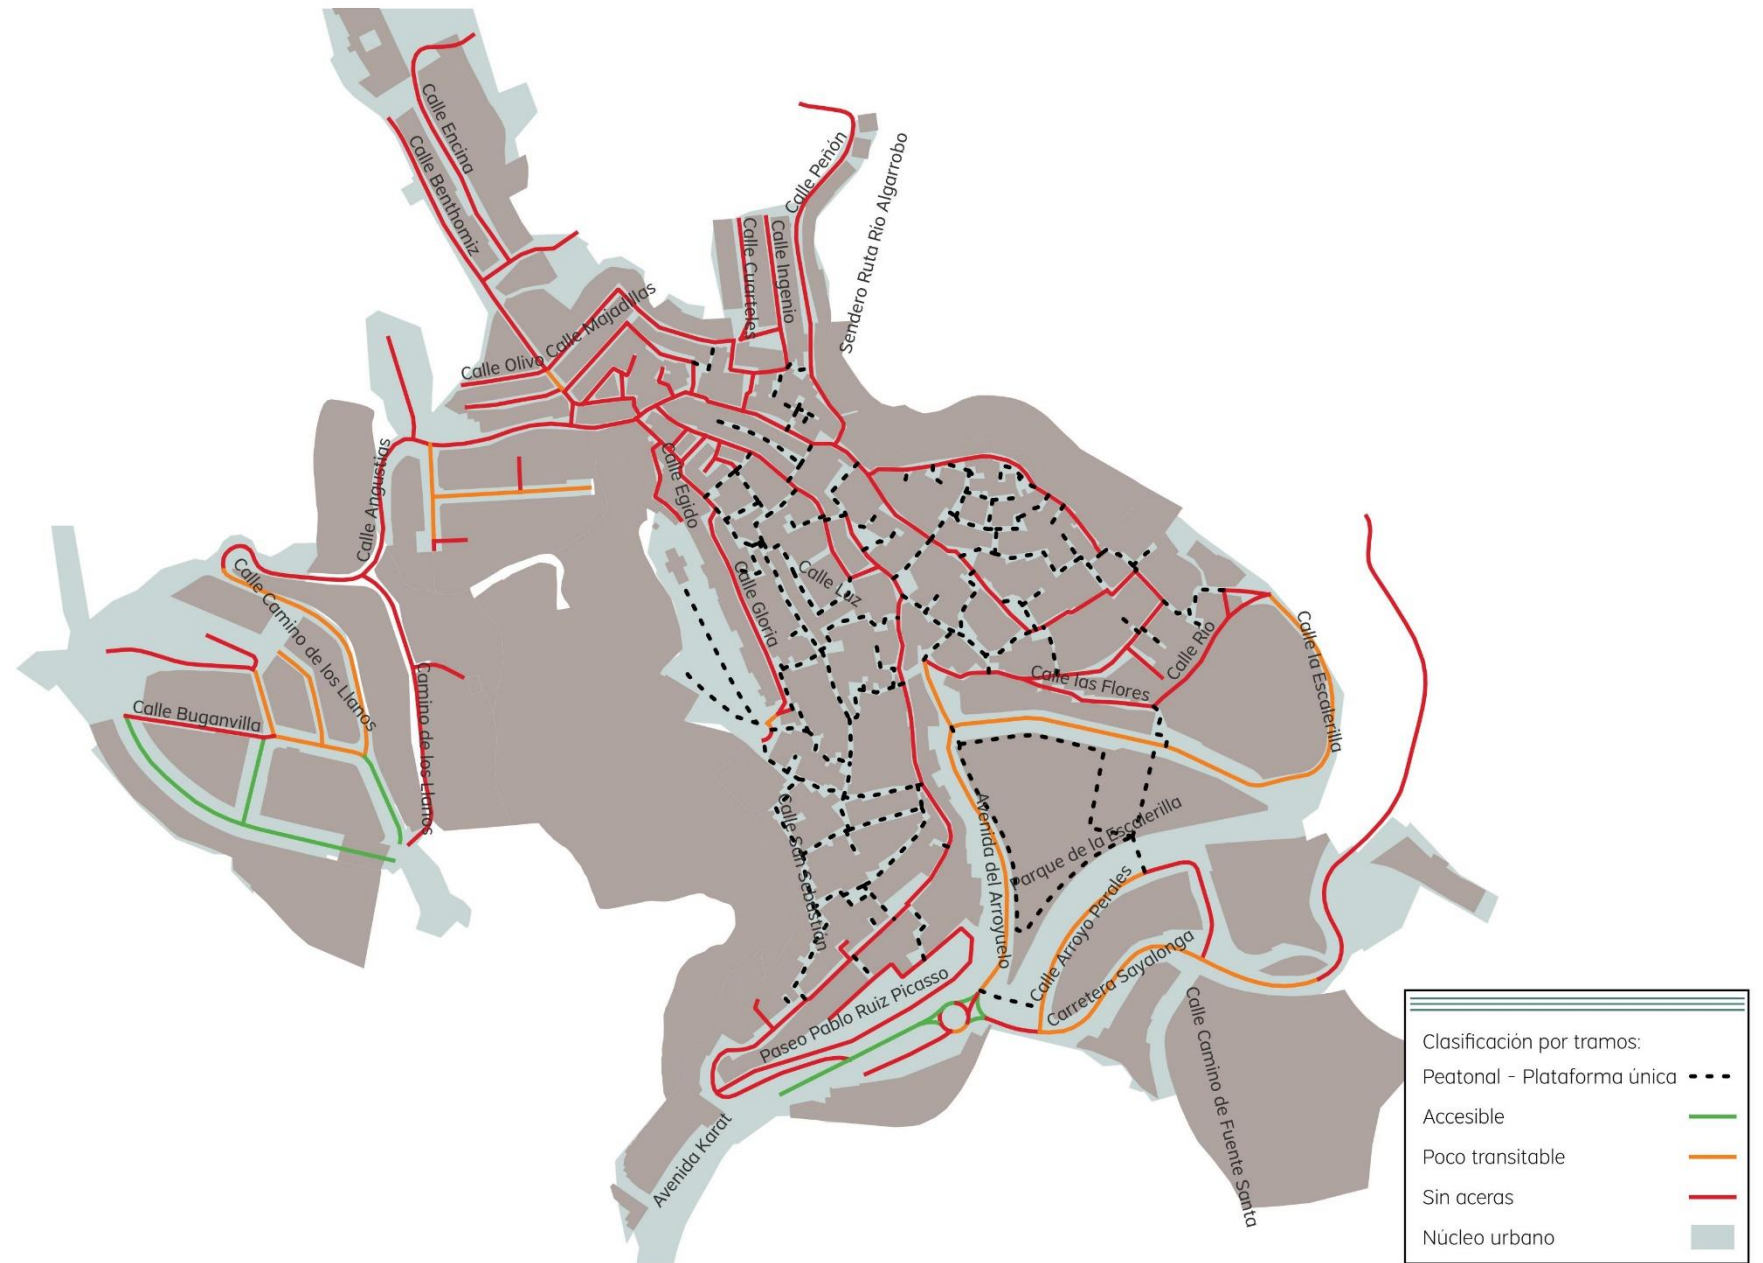 Calle Encina
Calle Benthomiz
Calle Peñón
Sendero Ruta Rio Algarrobo
Calle Cuarteles
Calle Ingenio
Calle Olivo
Calle Majadillas
Calle Angustias
Calle Egido
Calle Gloria
Calle Luz
Calle Camino de los Llanos
Camino de los Llanos
Calle Buganvilla
Calle Rio
Calle las Flores
Calle la Escalerilla
Calle San Sebastián
Avenida del Arroyuelo
Parque de la Escalerilla
Calle Arroyo Perales
Carretera Sayalonga
Paseo Pablo Ruiz Picasso
Avenida Karat
Calle Camino de Fuente Santa
Clasificación por tramos:
Peatonal - Plataforma única
Accesible
Poco transitable
Sin aceras
Núcleo urbano